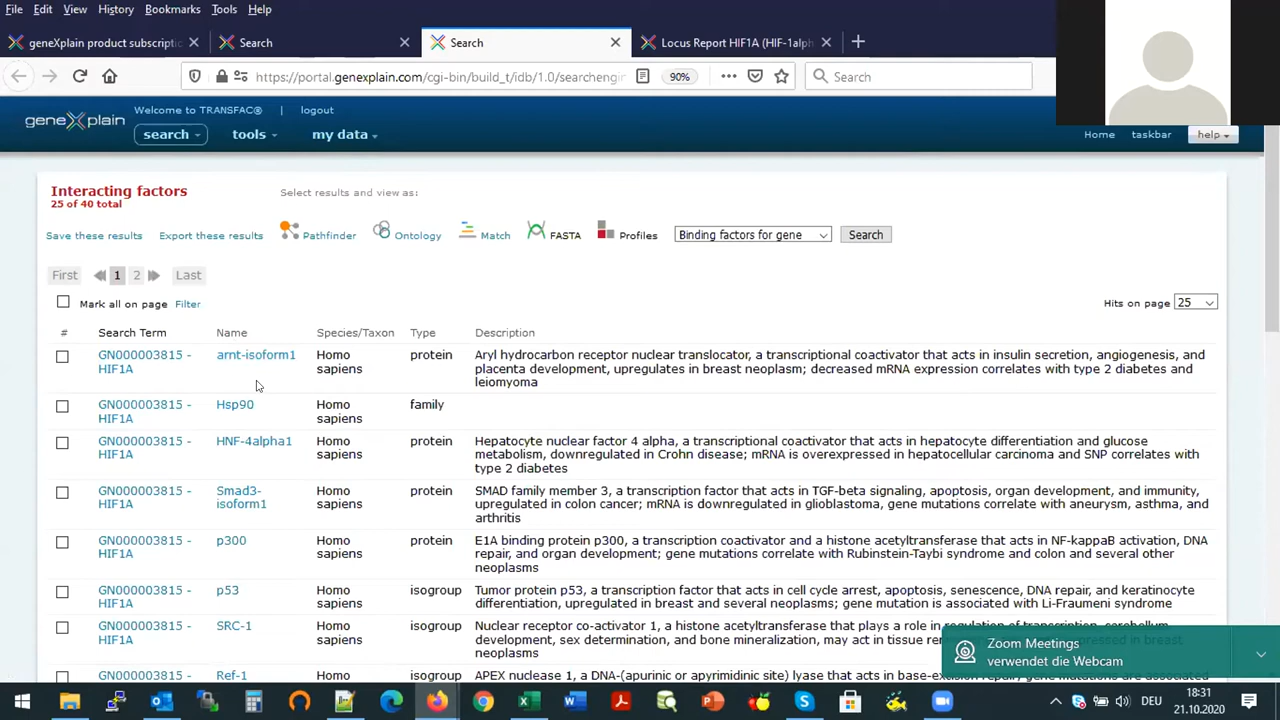 File Edit View History Bookmarks Tools Help
geneXplain product subscripti
Search
Search
Locus Report HIF1A (HIF-1alph
https://portal.genexplain.com/cgi-bin/build_t/idb/1.0/searchengin
90%
Search
geneXplain
Welcome to TRANSFAC® | logout
search tools my data
Home taskbar help
Interacting factors
25 of 40 total
Select results and view as:
Save these results Export these results Pathfinder Ontology Match FASTA Profiles Binding factors for gene Search
First 1 2 Last
Mark all on page Filter
Hits on page 25
# Search Term Name Species/Taxon Type Description
GN000003815 - arnt-isoform1 Homo protein Aryl hydrocarbon receptor nuclear translocator, a transcriptional coactivator that acts in insulin secretion, angiogenesis, and
HIF1A sapiens placenta development, upregulates in breast neoplasm; decreased mRNA expression correlates with type 2 diabetes and
leiomyoma
GN000003815 - Hsp90 Homo family
HIF1A sapiens
GN000003815 - HNF-4alpha1 Homo protein Hepatocyte nuclear factor 4 alpha, a transcriptional coactivator that acts in hepatocyte differentiation and glucose
HIF1A sapiens metabolism, downregulated in Crohn disease; mRNA is overexpressed in hepatocellular carcinoma and SNP correlates with
type 2 diabetes
GN000003815 - Smad3- Homo protein SMAD family member 3, a transcription factor that acts in TGF-beta signaling, apoptosis, organ development, and immunity,
HIF1A isoform1 sapiens upregulated in colon cancer; mRNA is downregulated in glioblastoma, gene mutations correlate with aneurysm, asthma, and
arthritis
GN000003815 - p300 Homo protein E1A binding protein p300, a transcription coactivator and a histone acetyltransferase that acts in NF-kappaB activation, DNA
HIF1A sapiens repair, and organ development; gene mutations correlate with Rubinstein-Taybi syndrome and colon and several other
neoplasms
GN000003815 - p53 Homo isogroup Tumor protein p53, a transcription factor that acts in cell cycle arrest, apoptosis, senescence, DNA repair, and keratinocyte
HIF1A sapiens differentiation, upregulated in breast and several neoplasms; gene mutation is associated with Li-Fraumeni syndrome
GN000003815 - SRC-1 Homo isogroup Nuclear receptor co-activator 1, a histone acetyltransferase that plays a role in regulation of transcription, cerebellum
HIF1A sapiens development, sex determination, and bone mineralization, may act in tissue
neoplasms
GN000003815 - Ref-1 Homo isogroup APEX nuclease 1, a DNA-(apurinic or apyrimidinic site) lyase that acts in
Zoom Meetings
verwendet die Webcam
DEU 18:31
21.10.2020